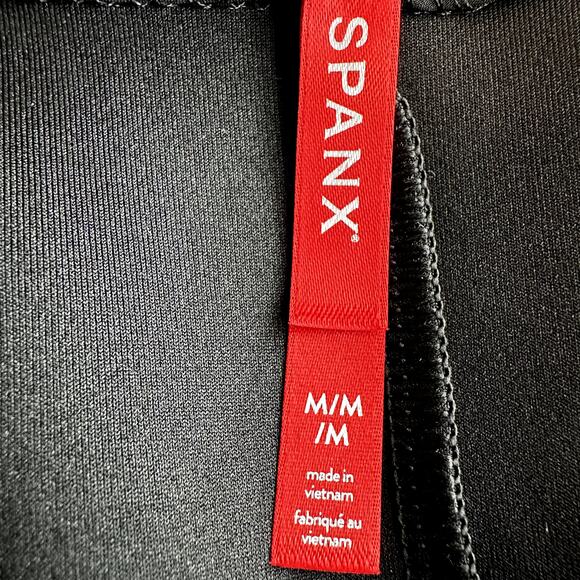 SPANX®
M/M
/M
made in
vietnam
fabriqué au
vietnam